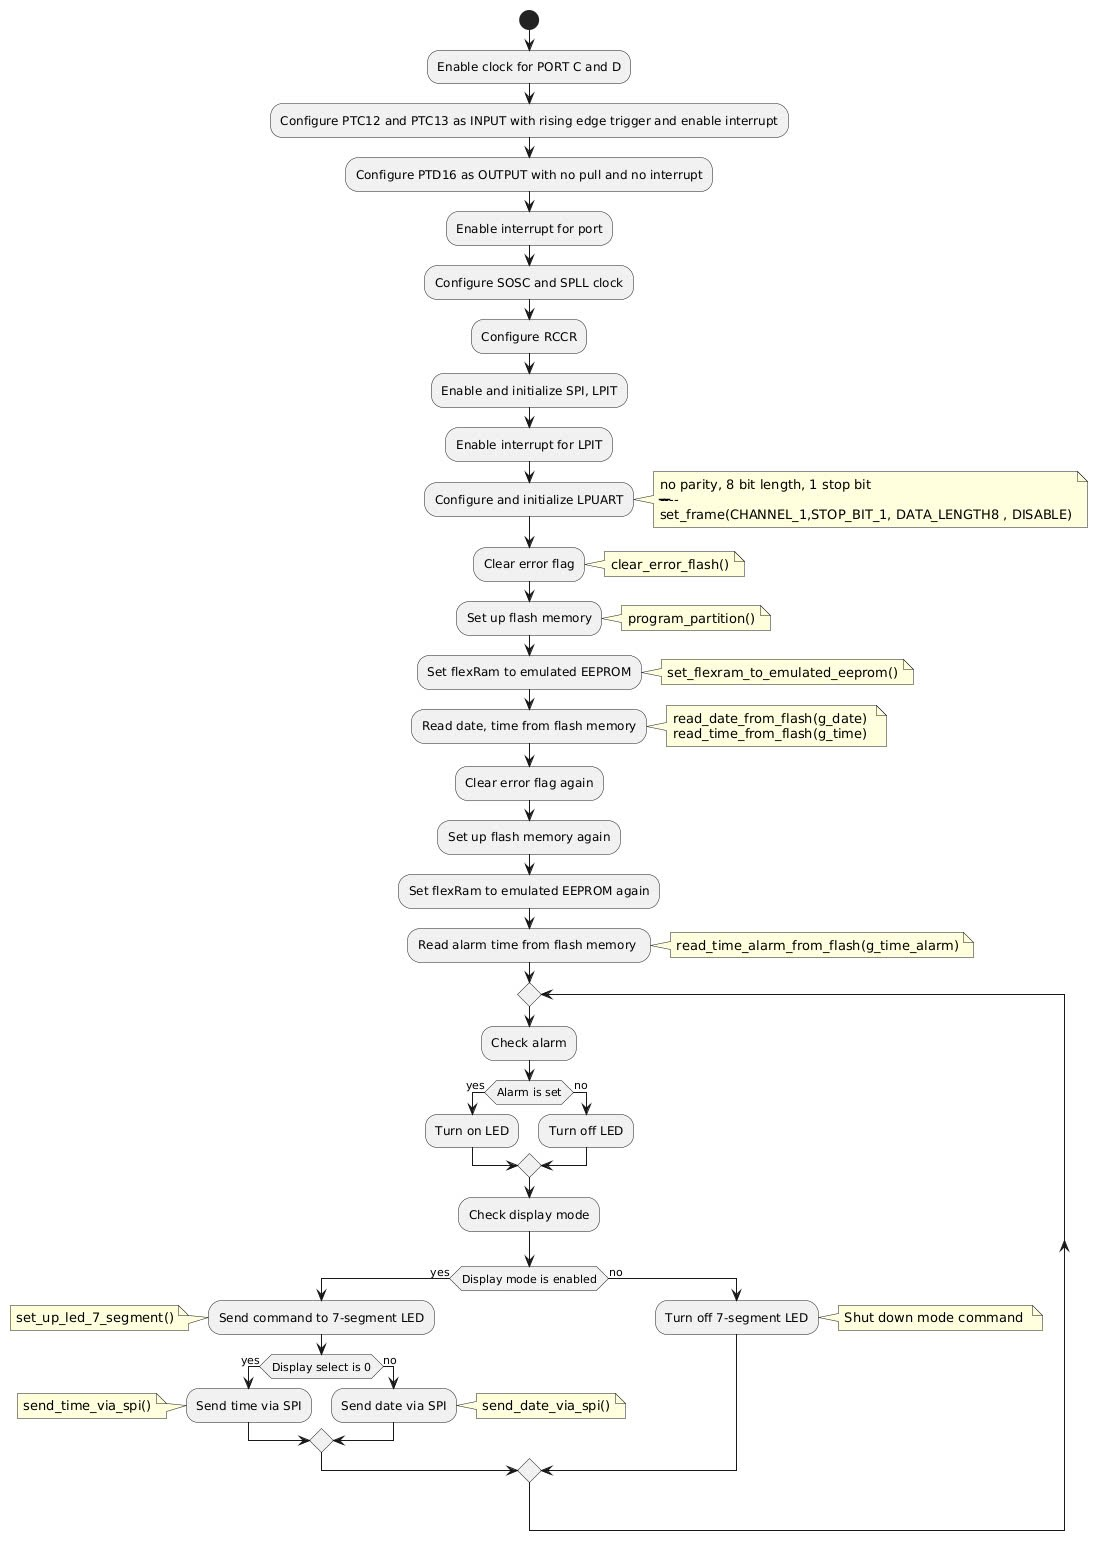 Enable clock for PORT C and D
Configure PTC12 and PTC13 as INPUT with rising edge trigger and enable interrupt
Configure PTD16 as OUTPUT with no pull and no interrupt
Enable interrupt for port
Configure SOSC and SPLL clock
Configure RCCR
Enable and initialize SPI, LPIT
Enable interrupt for LPIT
Configure and initialize LPUART
no parity, 8 bit length, 1 stop bit
set_frame(CHANNEL_1,STOP_BIT_1, DATA_LENGTH8 , DISABLE)
Clear error flag
clear_error_flash()
Set up flash memory
program_partition()
Set flexRam to emulated EEPROM
set_flexram_to_emulated_eeprom()
Read date, time from flash memory
read_date_from_flash(g_date)
read_time_from_flash(g_time)
Clear error flag again
Set up flash memory again
Set flexRam to emulated EEPROM again
Read alarm time from flash memory
read_time_alarm_from_flash(g_time_alarm)
Check alarm
yes
Alarm is set
no
Turn on LED
Turn off LED
Check display mode
yes
Display mode is enabled
no
set_up_led_7_segment()
Send command to 7-segment LED
Turn off 7-segment LED
Shut down mode command
yes
Display select is 0
no
send_time_via_spi()
Send time via SPI
Send date via SPI
send_date_via_spi()